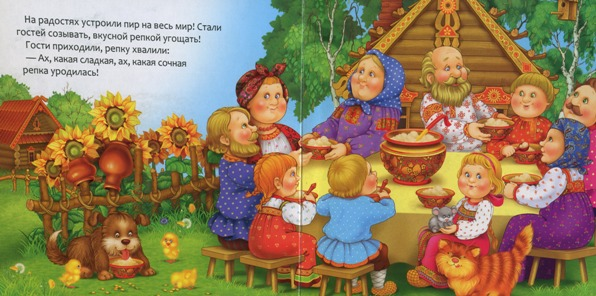 На радостях устроили пир на весь мир! Стали
гостей созывать, вкусной репкой угощать!
Гости приходили, репку хвалили:
— Ах, какая сладкая, ах, какая сочная
репка уродилась!